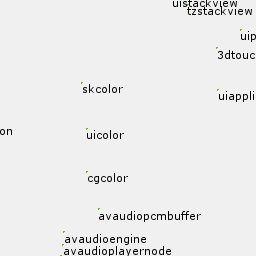 uistackview
tzstackview
uip
3dtouc
skcolor
uiappli
on
uicolor
cgcolor
avaudiopcmbuffer
avaudioengine
avaudioplayernode